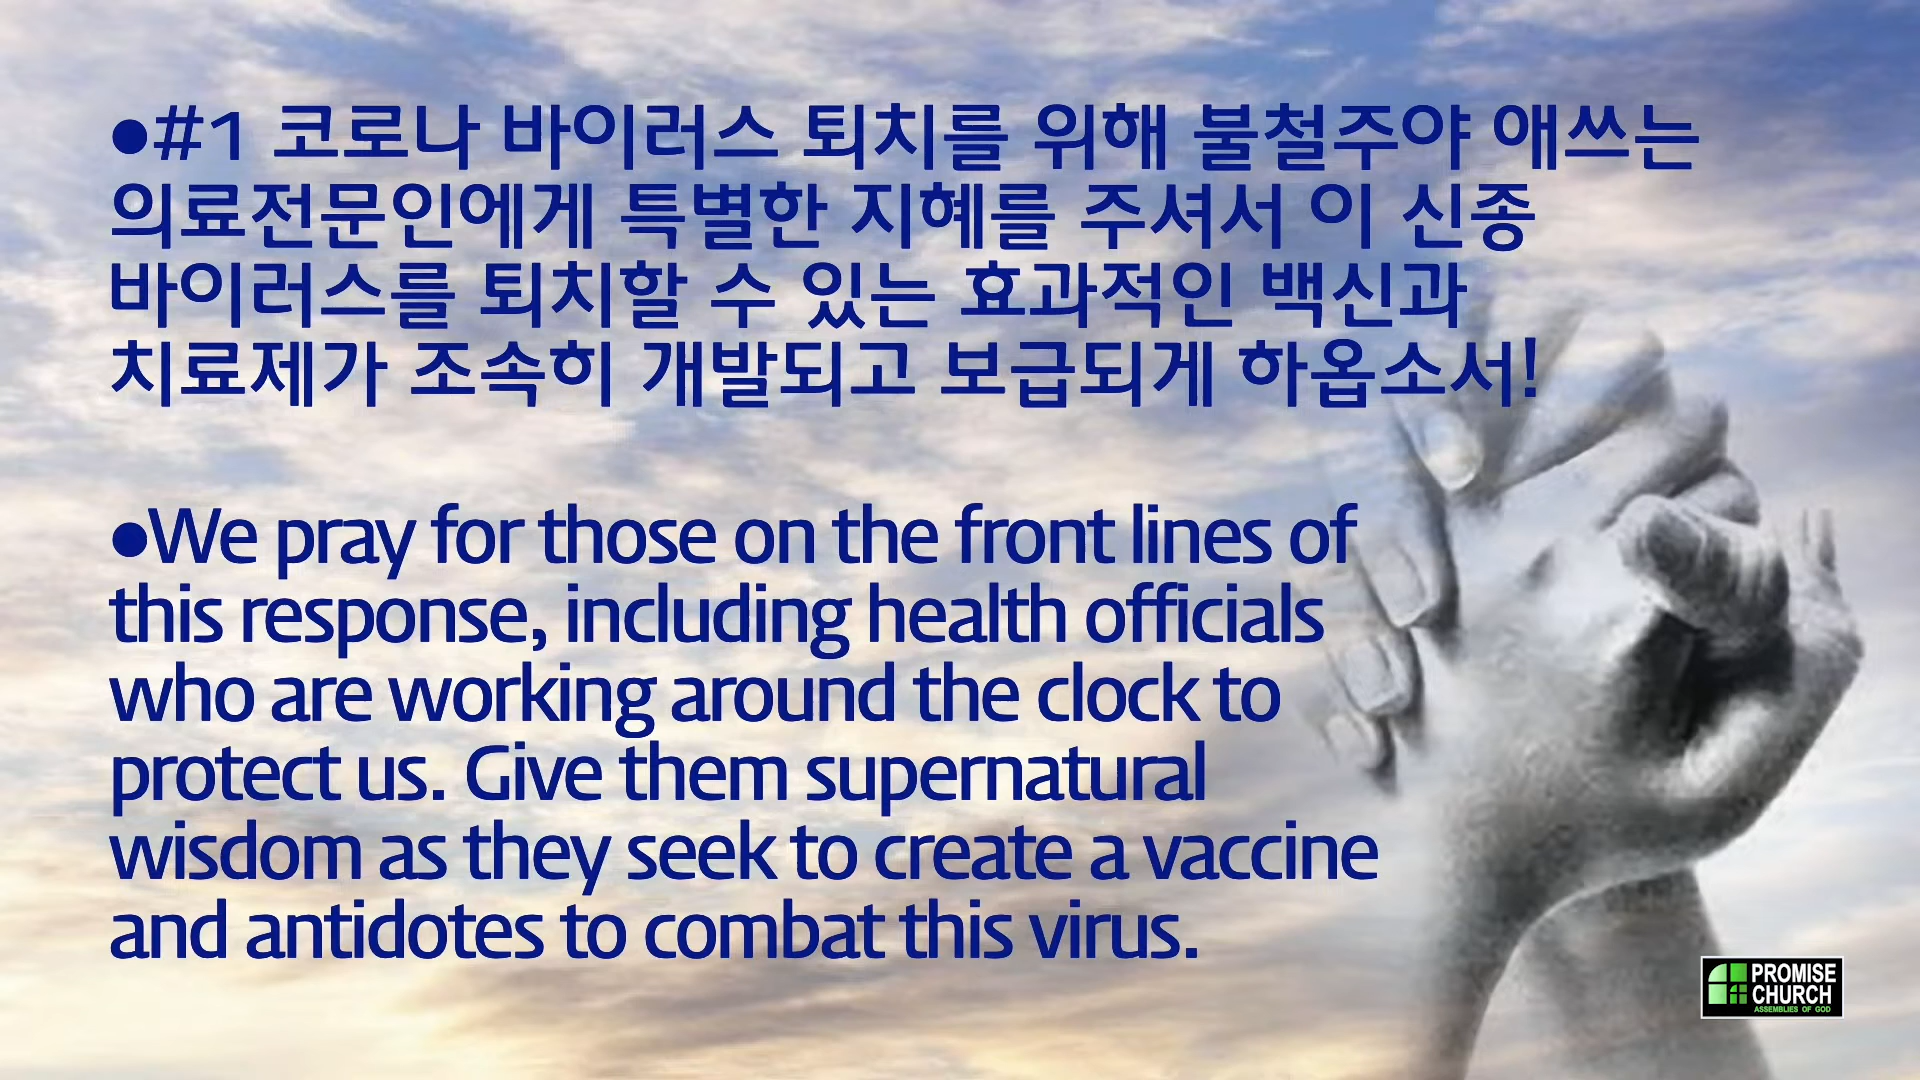 ●#1 코로나 바이러스 퇴치를 위해 불철주야 애쓰는
의료전문인에게 특별한 지혜를 주셔서 이 신종
바이러스를 퇴치할 수 있는 효과적인 백신과
치료제가 조속히 개발되고 보급되게 하옵소서!
●We pray for those on the front lines of
this response, including health officials
who are working around the clock to
protect us. Give them supernatural
wisdom as they seek to create a vaccine
and antidotes to combat this virus.
PROMISE
CHURCH
ASSEMBLIES OF GOD